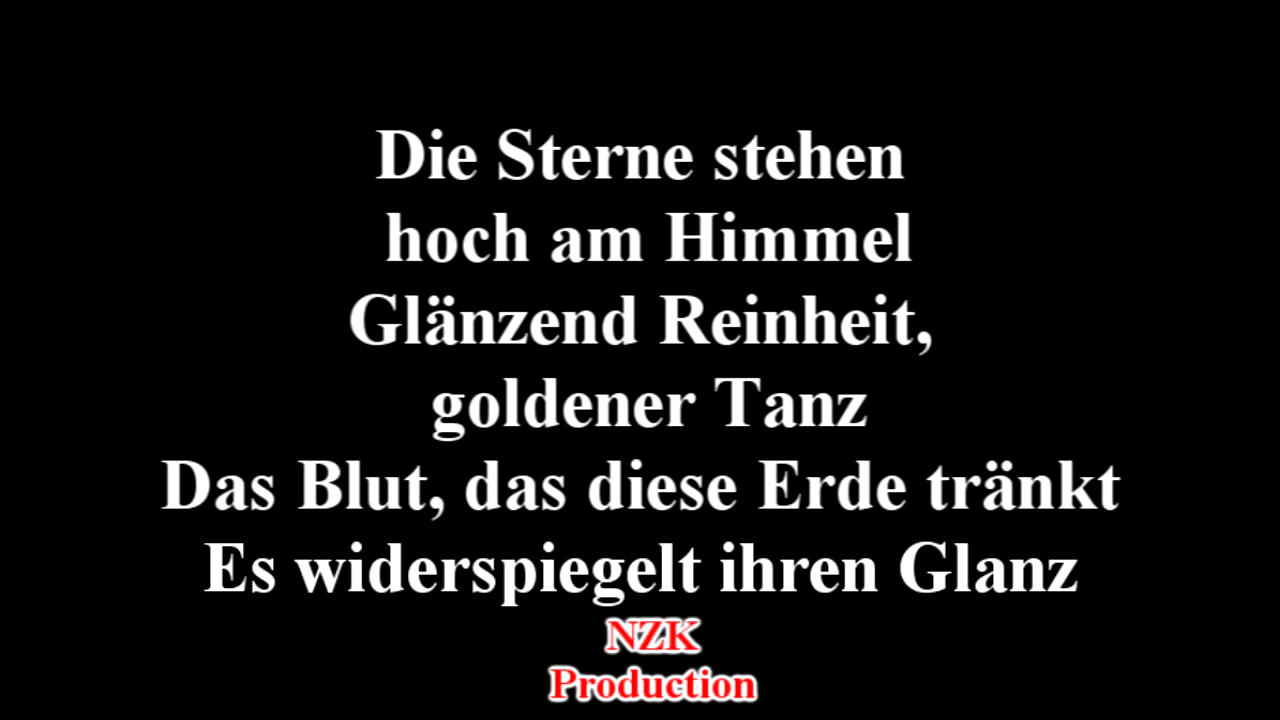 Die Sterne stehen
hoch am Himmel
Glänzend Reinheit,
goldener Tanz
Das Blut, das diese Erde tränkt
Es widerspiegelt ihren Glanz
NZK
Production